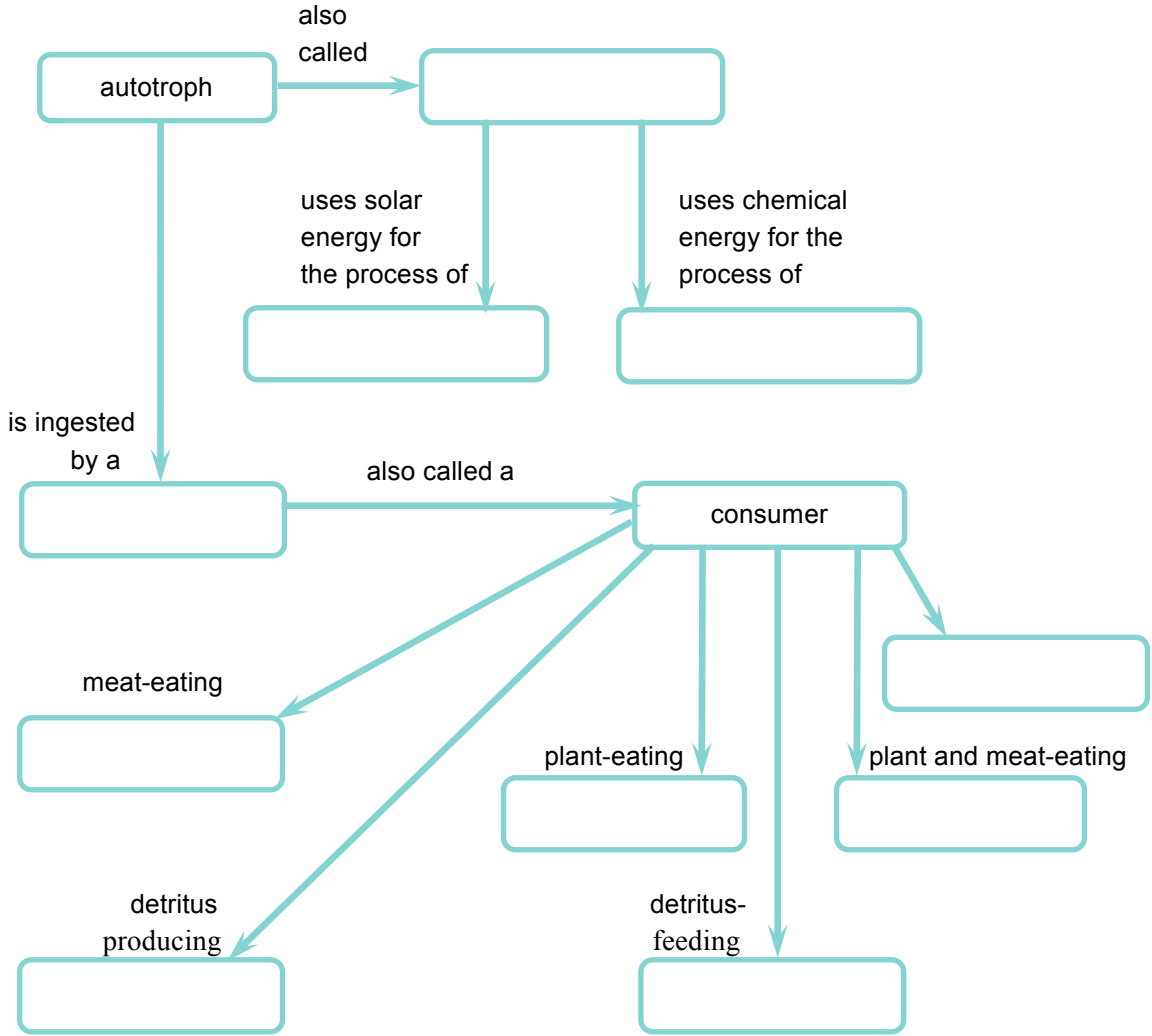 also
called
autotroph
uses solar
energy for
the process of
uses chemical
energy for the
process of
is ingested
by a
also called a
consumer
meat-eating
plant-eating
plant and meat-eating
detritus
producing
detritus-
feeding